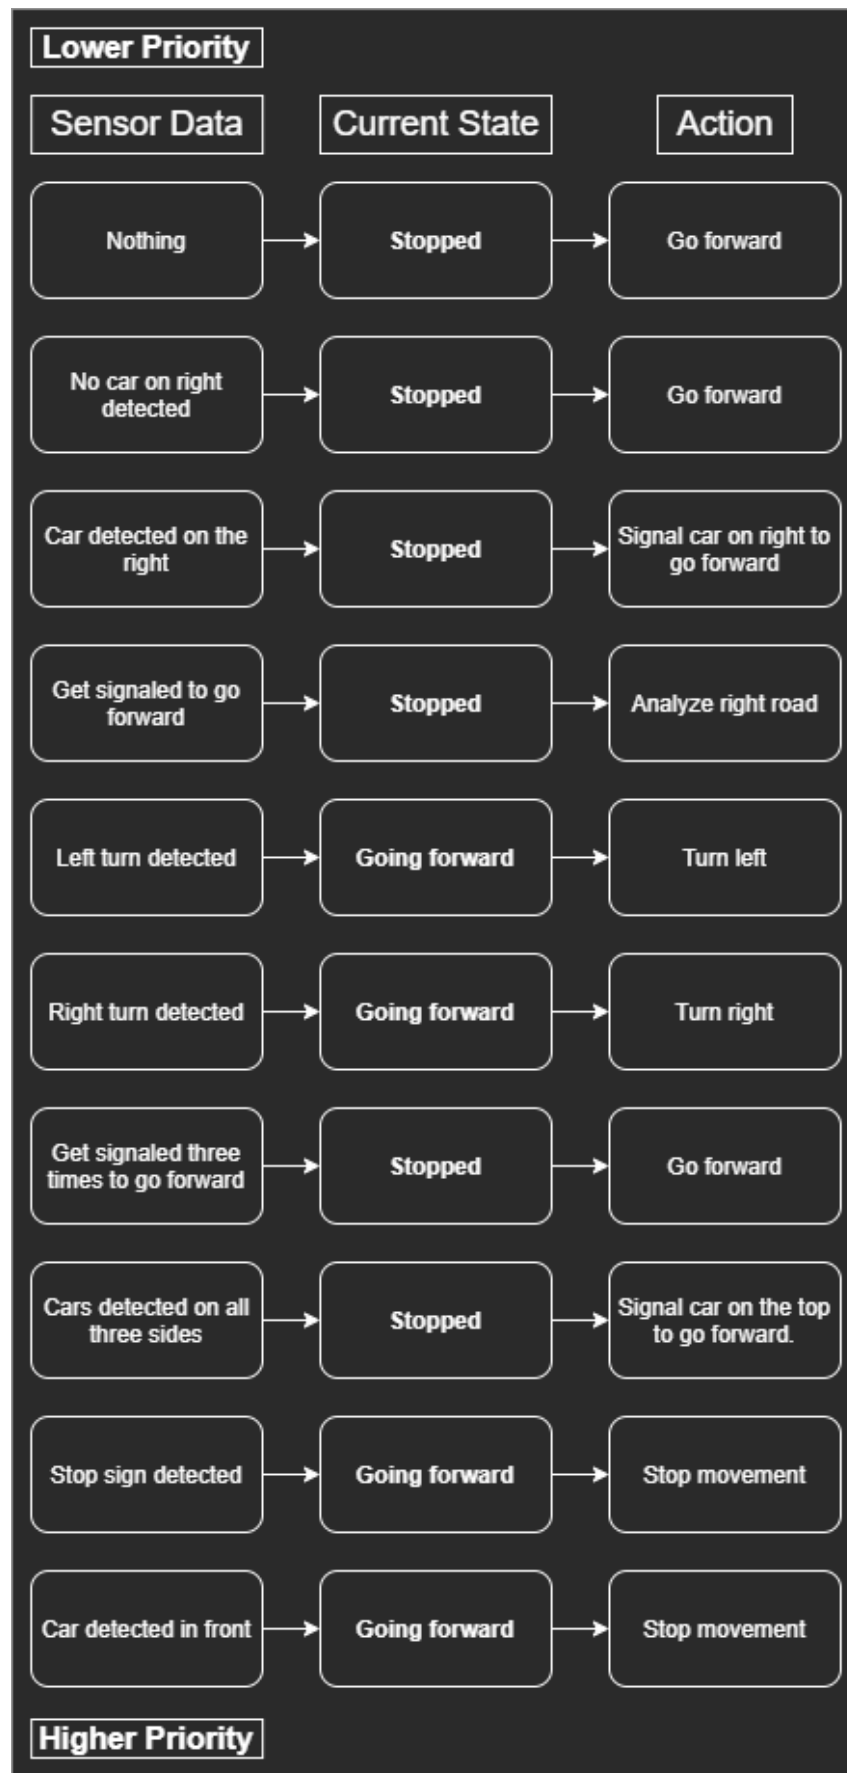 Lower Priority
Sensor Data
Current State
Action
Nothing
Stopped
Go forward
No car on right
detected
Stopped
Go forward
Car detected on the
right
Stopped
Signal car on right to
go forward
Get signaled to go
forward
Stopped
Analyze right road
Left turn detected
Going forward
Turn left
Right turn detected
Going forward
Turn right
Get signaled three
times to go forward
Stopped
Go forward
Cars detected on all
three sides
Stopped
Signal car on the top
to go forward.
Stop sign detected
Going forward
Stop movement
Car detected in front
Going forward
Stop movement
Higher Priority